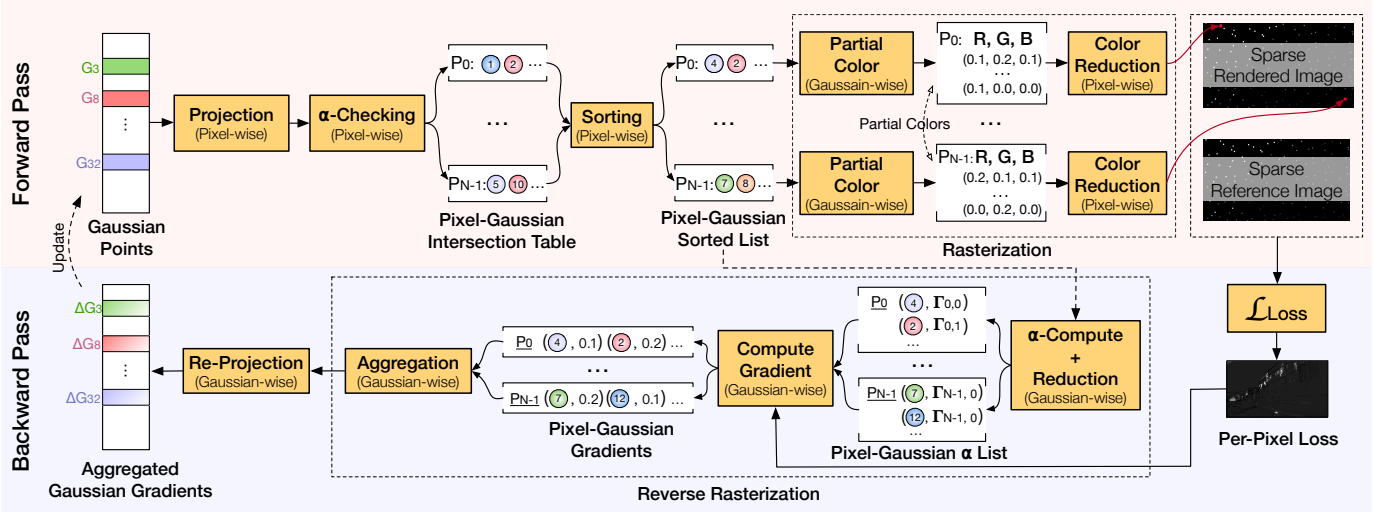 Forward Pass
G3
G8
⋮
G32
Gaussian
Points
Update
Projection
(Pixel-wise)
α-Checking
(Pixel-wise)
P0: 1 2 ...
...
PN-1: 5 10 ...
Pixel-Gaussian
Intersection Table
Sorting
(Pixel-wise)
P0: 4 2 ...
...
PN-1: 7 8 ...
Pixel-Gaussian
Sorted List
Partial
Color
(Gaussian-wise)
P0: R, G, B
(0.1, 0.2, 0.1)
...
(0.1, 0.0, 0.0)
Color
Reduction
(Pixel-wise)
Partial Colors
...
Partial
Color
(Gaussain-wise)
PN-1: R, G, B
(0.2, 0.1, 0.1)
...
(0.0, 0.2, 0.0)
Color
Reduction
(Pixel-wise)
Rasterization
Sparse
Rendered Image
Sparse
Reference Image
Backward Pass
ΔG3
ΔG8
⋮
ΔG32
Aggregated
Gaussian Gradients
Re-Projection
(Gaussian-wise)
Aggregation
(Gaussian-wise)
P0 (4, 0.1) (2, 0.2) ...
...
PN-1 (7, 0.2) (12, 0.1) ...
Pixel-Gaussian
Gradients
Compute
Gradient
(Gaussian-wise)
P0 (4, Γ0,0)
(2, Γ0,1)
...
...
PN-1 (7, ΓN-1, 0)
(12, ΓN-1, 0)
...
Pixel-Gaussian α List
α-Compute
+
Reduction
(Gaussian-wise)
Reverse Rasterization
ℒLoss
Per-Pixel Loss